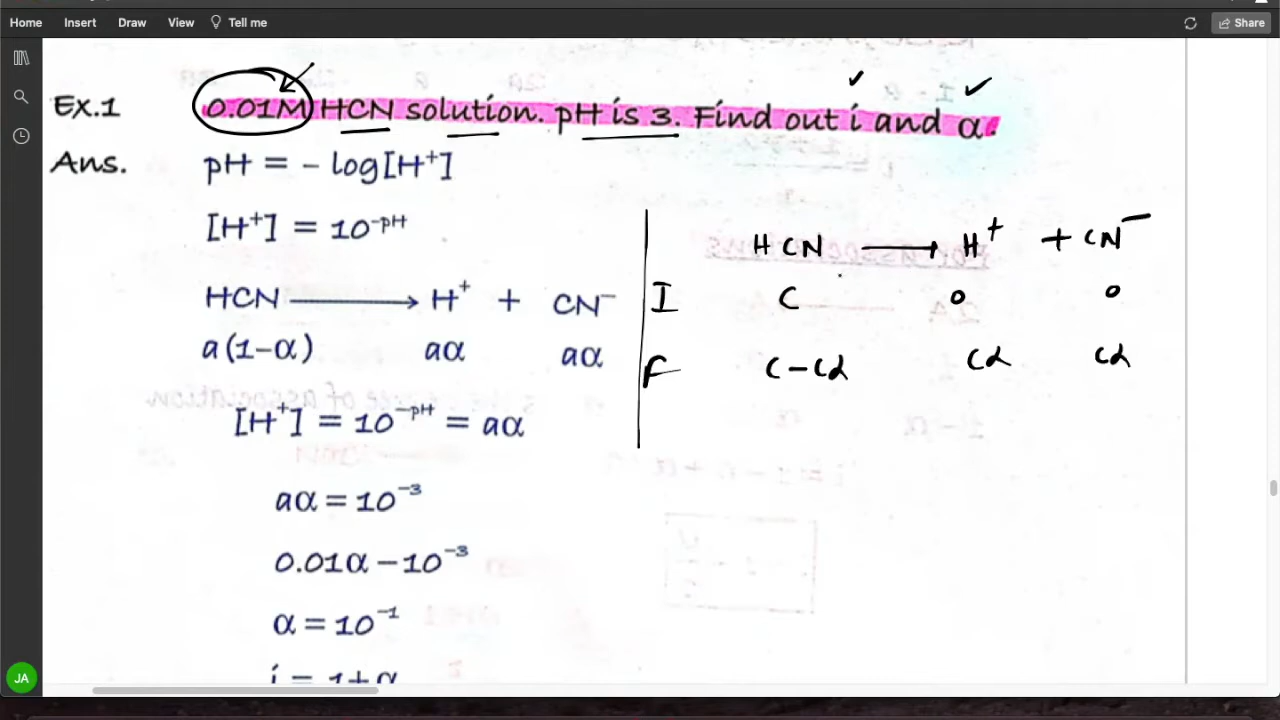 Home Insert Draw View Tell me Share
Ex.1 0.01M HCN solution. pH is 3. Find out i and α.
Ans. pH = - log[H⁺]
[H⁺] = 10⁻ᵖᴴ
HCN ⟶ H⁺ + CN⁻
a(1-α) aα aα
[H⁺] = 10⁻ᵖᴴ = aα
aα = 10⁻³
0.01α - 10⁻³
α = 10⁻¹
i = 1+α
HCN ⟶ H⁺ + CN⁻
I C 0 0
F C-Cα Cα Cα
JA